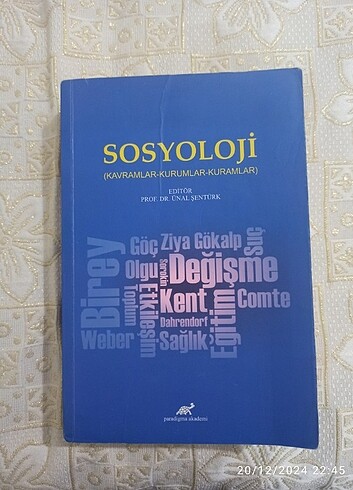 SOSYOLOJİ
(KAVRAMLAR-KURUMLAR-KURAMLAR)
EDİTÖR
PROF. DR. ÜNAL ŞENTÜRK
Birey
Göç
Ziya Gökalp
Suç
Olgu
Sorokin
Değişme
Toplum
Etkileşim
Kent
Eğitim
Comte
Dahrendorf
Weber
Sağlık
paradigma akademi
20/12/2024 22:45